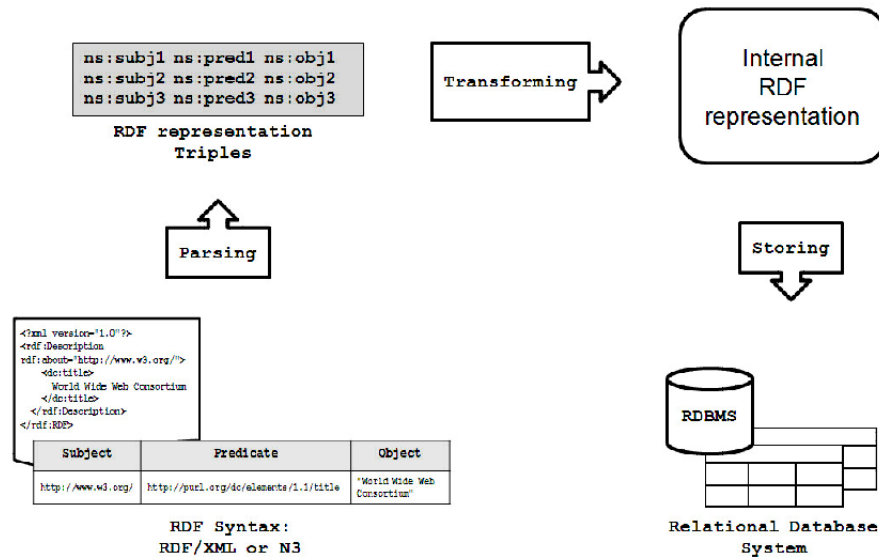 ns:subj1 ns:pred1 ns:obj1
ns:subj2 ns:pred2 ns:obj2
ns:subj3 ns:pred3 ns:obj3
RDF representation
Triples
Transforming
Internal
RDF
representation
Parsing
Storing
<?xml version="1.0"?>
<rdf:Description
rdf:about="http://www.w3.org/">
<dc:title>
World Wide Web Consortium
</dc:title>
</rdf:Description>
</rdf:RDF>
Subject Predicate Object
http://www.w3.org/ http://purl.org/dc/elements/1.1/title "World Wide Web
Consortium"
RDF Syntax:
RDF/XML or N3
RDBMS
Relational Database
System